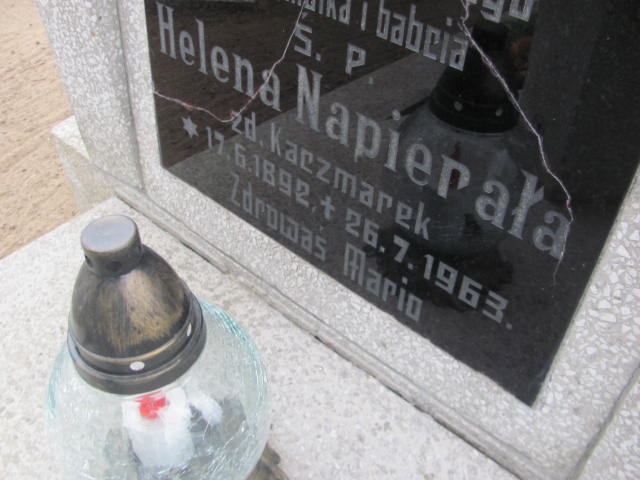 i babcia
Ś. P.
Helena Napierała
zd. Kaczmarek
* 17.6.1892. † 26.7.1963.
Zdrowaś Mario